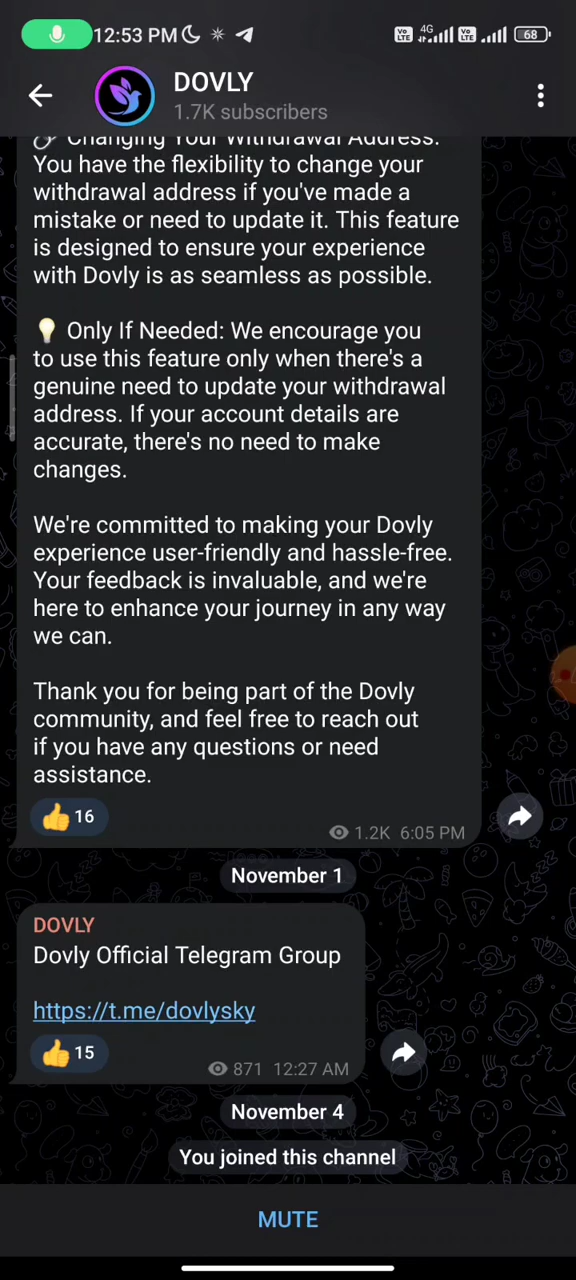 12:53 PM
Vo LTE 4G Vo LTE 68
DOVLY
1.7K subscribers
Changing Your Withdrawal Address:
You have the flexibility to change your
withdrawal address if you've made a
mistake or need to update it. This feature
is designed to ensure your experience
with Dovly is as seamless as possible.
💡 Only If Needed: We encourage you
to use this feature only when there's a
genuine need to update your withdrawal
address. If your account details are
accurate, there's no need to make
changes.
We're committed to making your Dovly
experience user-friendly and hassle-free.
Your feedback is invaluable, and we're
here to enhance your journey in any way
we can.
Thank you for being part of the Dovly
community, and feel free to reach out
if you have any questions or need
assistance.
👍 16
1.2K 6:05 PM
November 1
DOVLY
Dovly Official Telegram Group
https://t.me/dovlysky
👍 15
871 12:27 AM
November 4
You joined this channel
MUTE